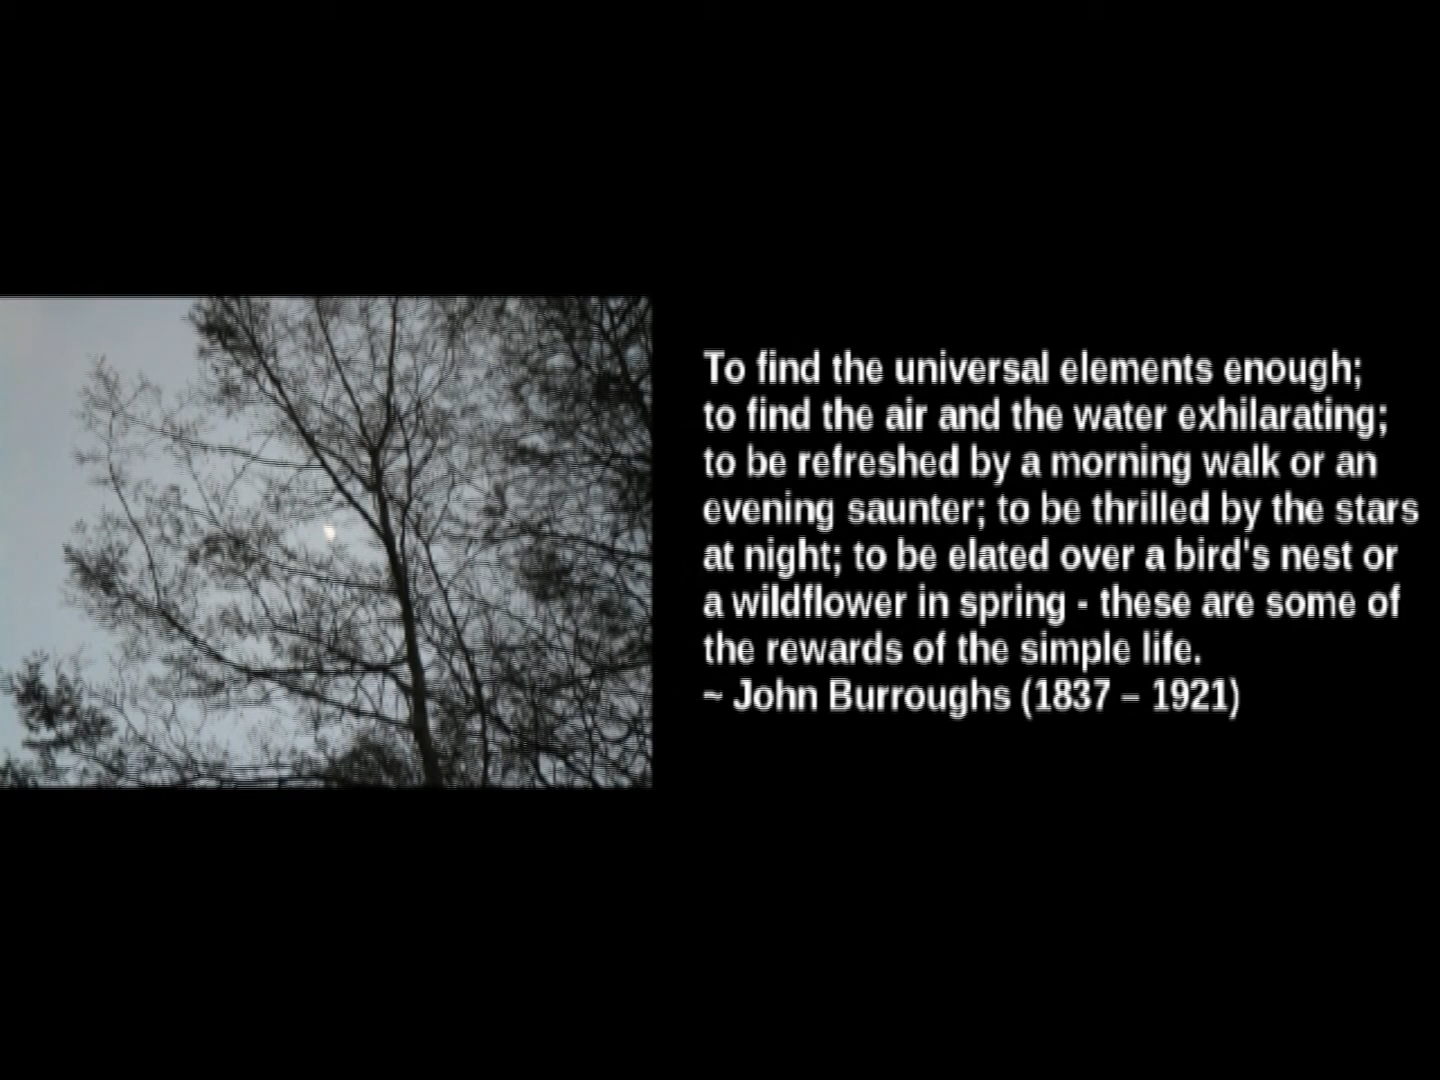 To find the universal elements enough;
to find the air and the water exhilarating;
to be refreshed by a morning walk or an
evening saunter; to be thrilled by the stars
at night; to be elated over a bird's nest or
a wildflower in spring - these are some of
the rewards of the simple life.
~ John Burroughs (1837 – 1921)